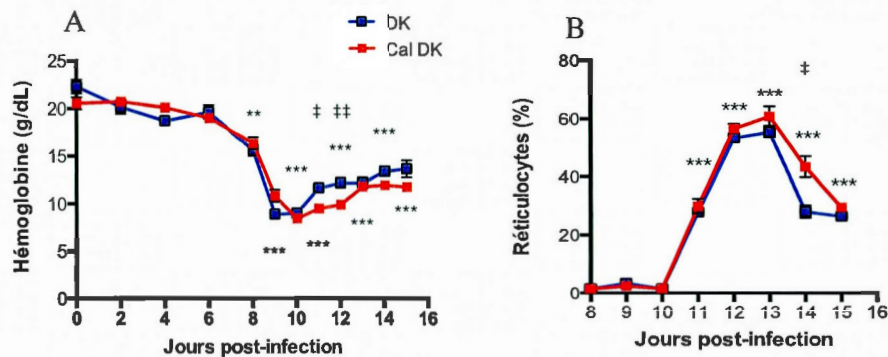 A
DK
Cal DK
Hémoglobine (g/dL)
25
20
15
10
5
0
**
***
‡
‡‡
***
***
***
***
***
***
0 2 4 6 8 10 12 14 16
Jours post-infection
B
Réticulocytes (%)
80
60
40
20
0
***
***
***
‡
***
***
8 9 10 11 12 13 14 15 16
Jours post-infection